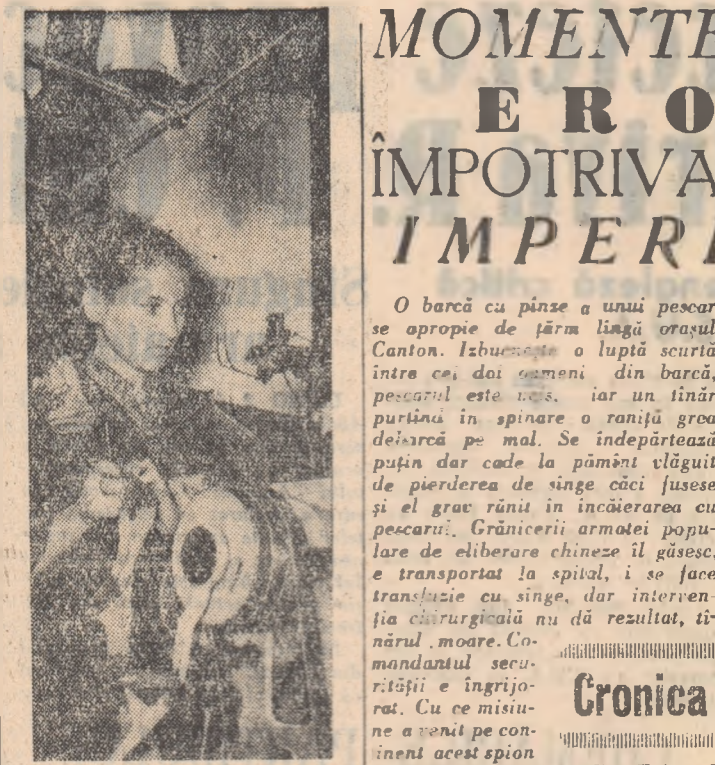 MOMENTE
ERO
ÎMPOTRIVA
IMPERI
O barcă cu pînze a unui pescar
se apropie de țărm lîngă orașul
Canton. Izbucnește o luptă scurtă
între cei doi oameni din barcă,
pescarul este ucis, iar un tînăr
purtînd în spinare o raniță grea
debarcă pe mal. Se îndepărtează
puțin dar cade la pămînt vlăguit
de pierderea de sînge căci fusese
și el grav rănit în încăierarea cu
pescarul. Grănicerii armatei popu-
lare de eliberare chineze îl găsesc,
e transportat la spital, i se face
transfuzie cu sînge, dar interven-
ția chirurgicală nu dă rezultat, tî-
nărul moare. Co-
mandantul secu-
rității e îngrijo-
rat. Cu ce misiu-
ne a venit pe con-
tinent acest spion
Cronica